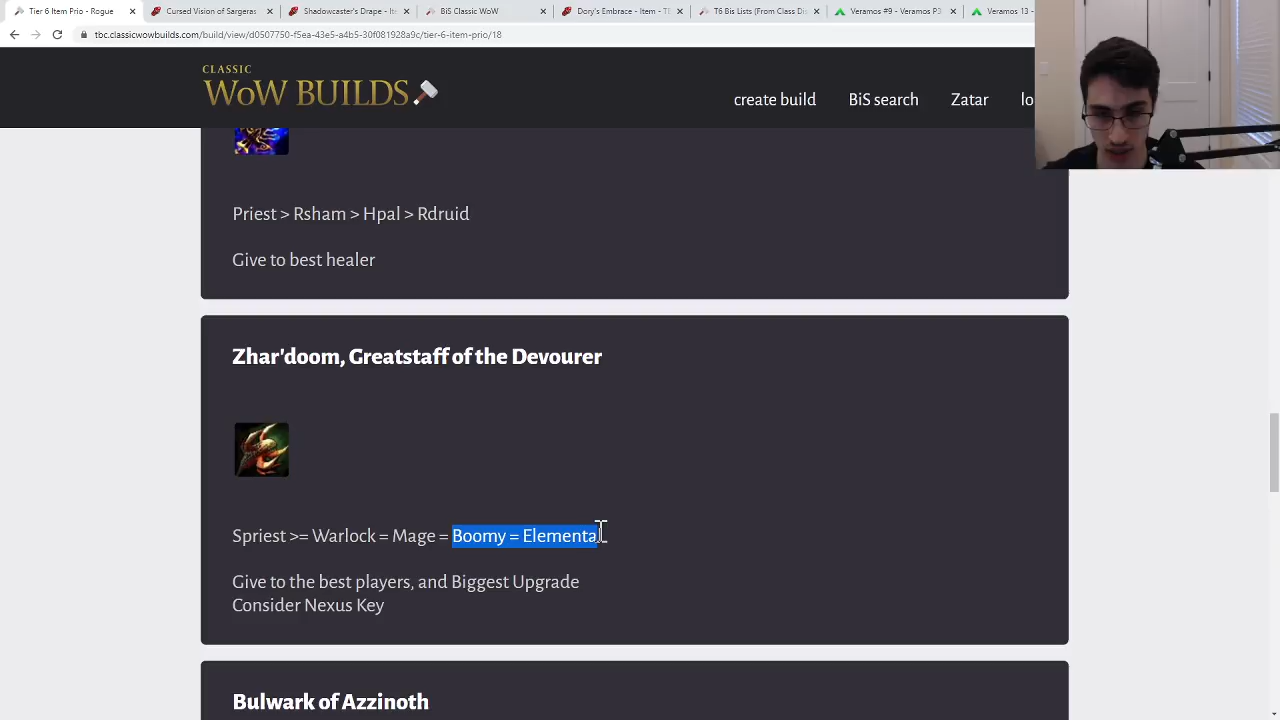 Tier 6 Item Prio - Rogue
Cursed Vision of Sargeras
Shadowcaster's Drape - Ite
BiS Classic WoW
Dory's Embrace - Item - TB
T6 Bis Lists [From Class Dis
Veramos #9 - Veramos P3
Veramos 13 -
tbc.classicwowbuilds.com/build/view/d0507750-f5ea-43e5-a4b5-30f081928a9c/tier-6-item-prio/18
CLASSIC
WoW BUILDS
create build
BiS search
Zatar
lo
Priest > Rsham > Hpal > Rdruid
Give to best healer
Zhar'doom, Greatstaff of the Devourer
Spriest >= Warlock = Mage = Boomy = Elemental
Give to the best players, and Biggest Upgrade
Consider Nexus Key
Bulwark of Azzinoth